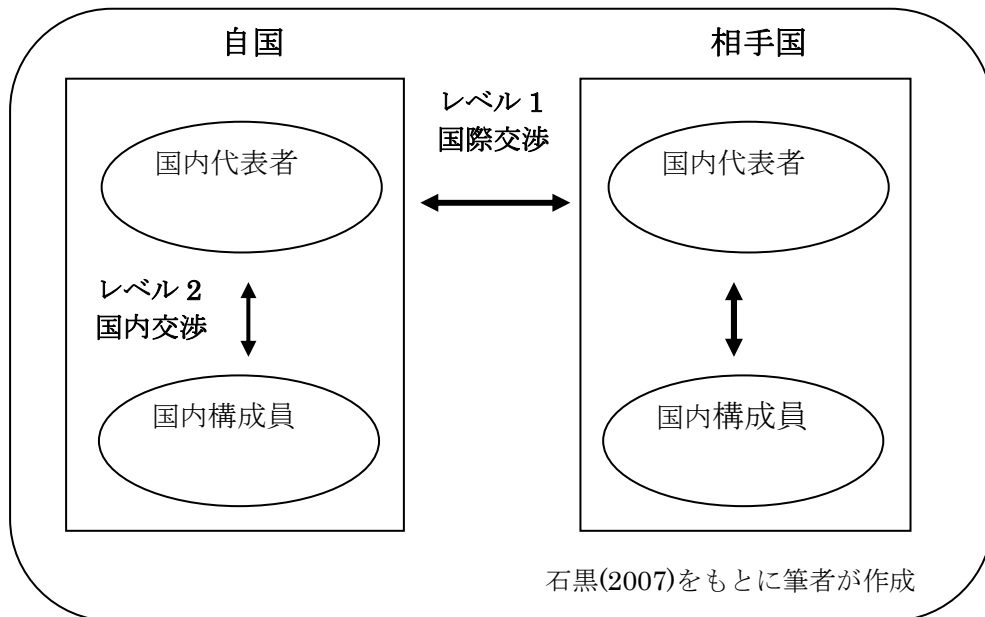 自国
相手国
レベル 1
国際交渉
国内代表者
国内代表者
レベル 2
国内交渉
国内構成員
国内構成員
石黒(2007)をもとに筆者が作成